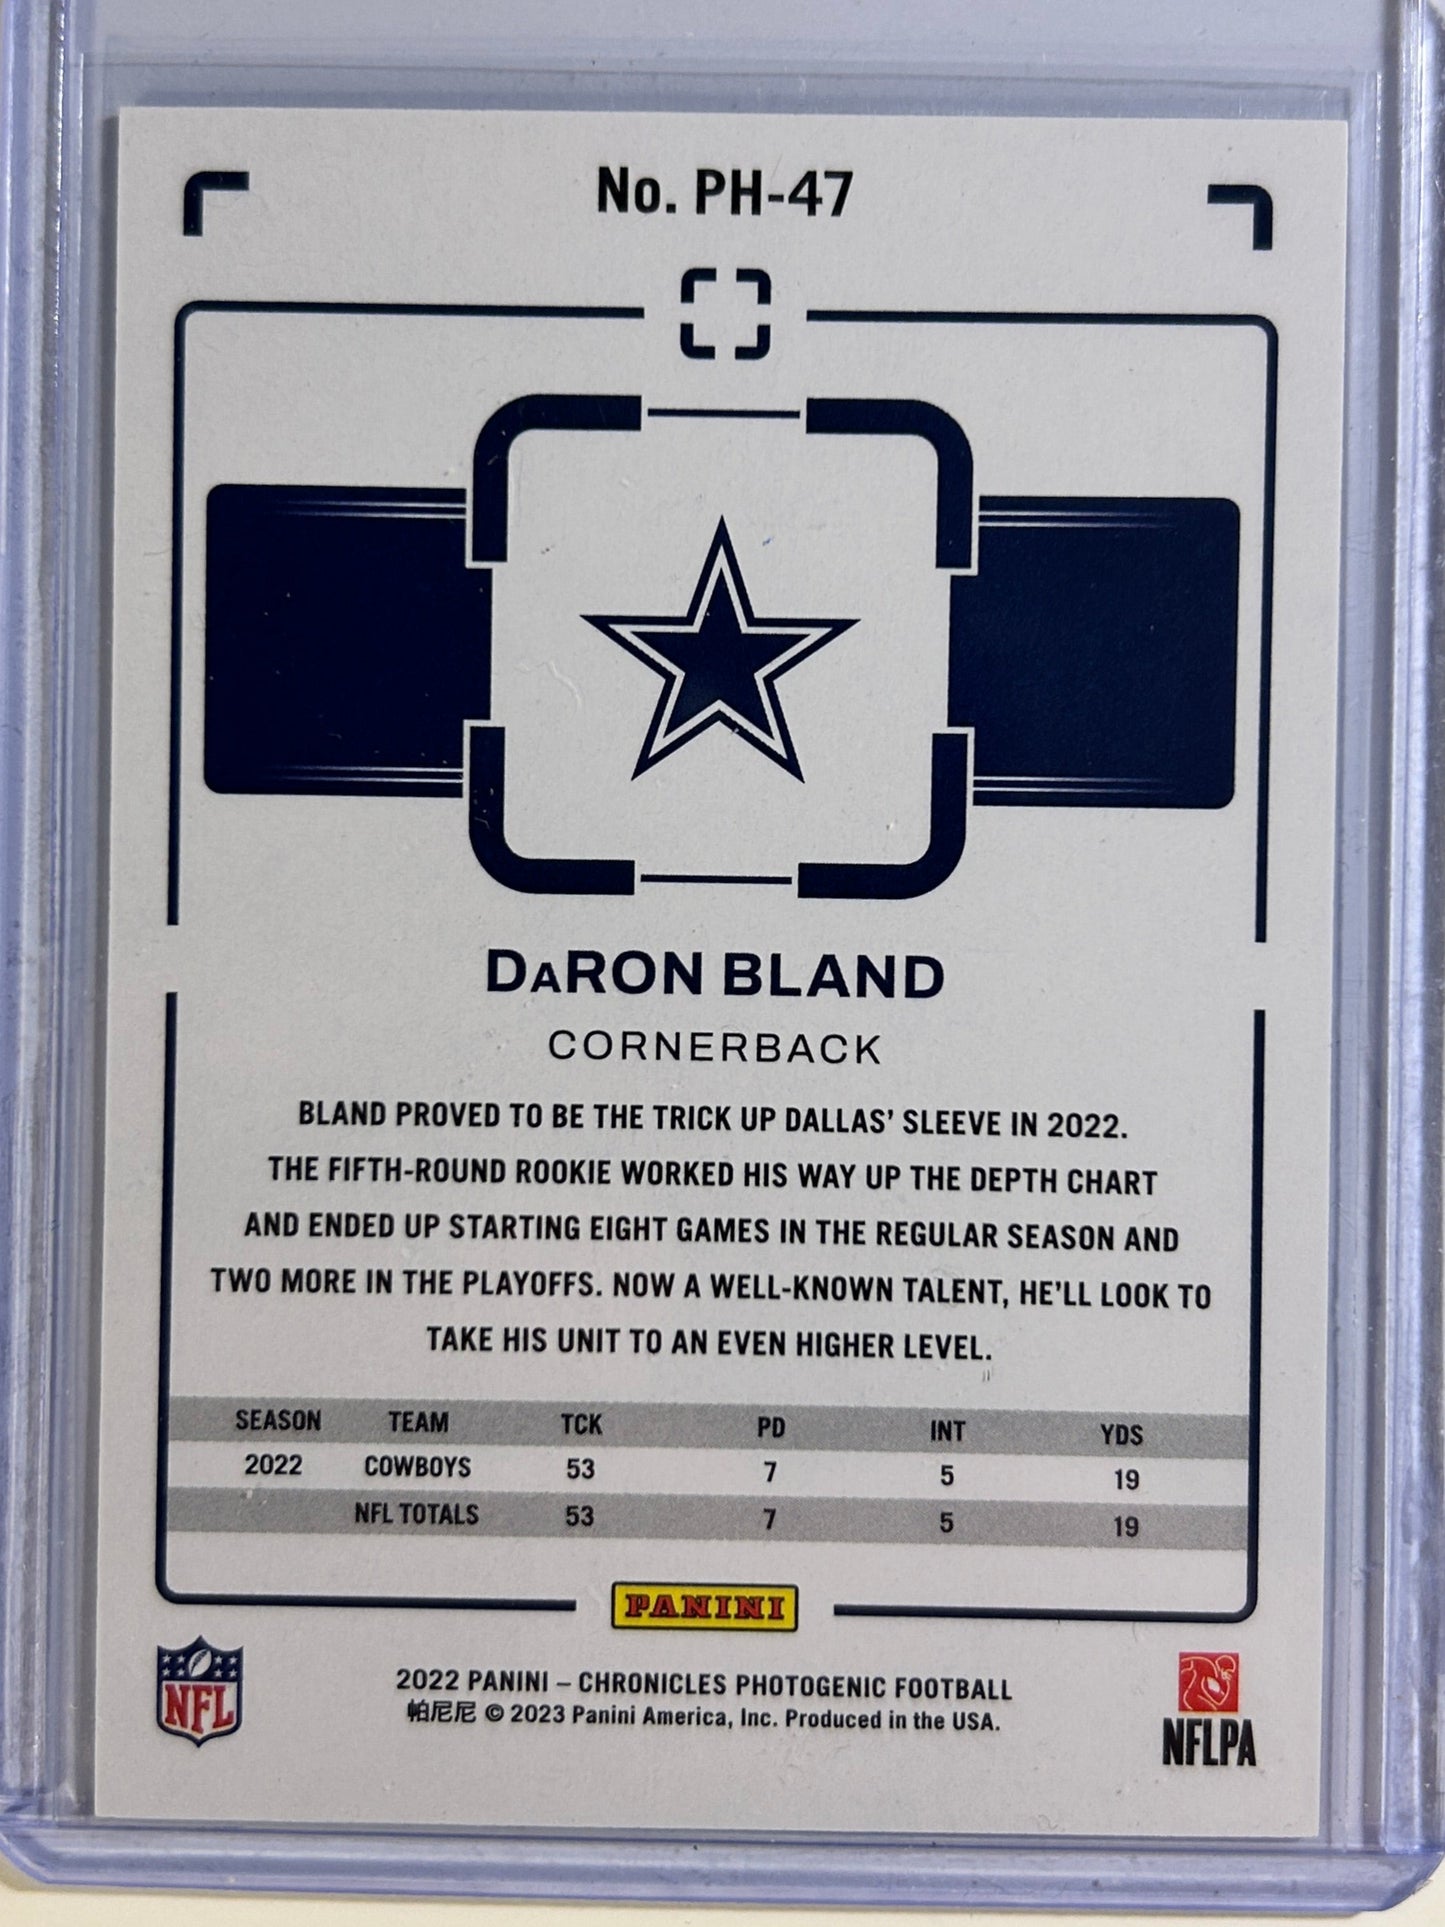 No. PH-47
DaRON BLAND
CORNERBACK
BLAND PROVED TO BE THE TRICK UP DALLAS' SLEEVE IN 2022.
THE FIFTH-ROUND ROOKIE WORKED HIS WAY UP THE DEPTH CHART
AND ENDED UP STARTING EIGHT GAMES IN THE REGULAR SEASON AND
TWO MORE IN THE PLAYOFFS. NOW A WELL-KNOWN TALENT, HE'LL LOOK TO
TAKE HIS UNIT TO AN EVEN HIGHER LEVEL.
SEASON TEAM TCK PD INT YDS
2022 COWBOYS 53 7 5 19
NFL TOTALS 53 7 5 19
PANINI
NFL
2022 PANINI – CHRONICLES PHOTOGENIC FOOTBALL
帕尼尼 © 2023 Panini America, Inc. Produced in the USA.
NFLPA